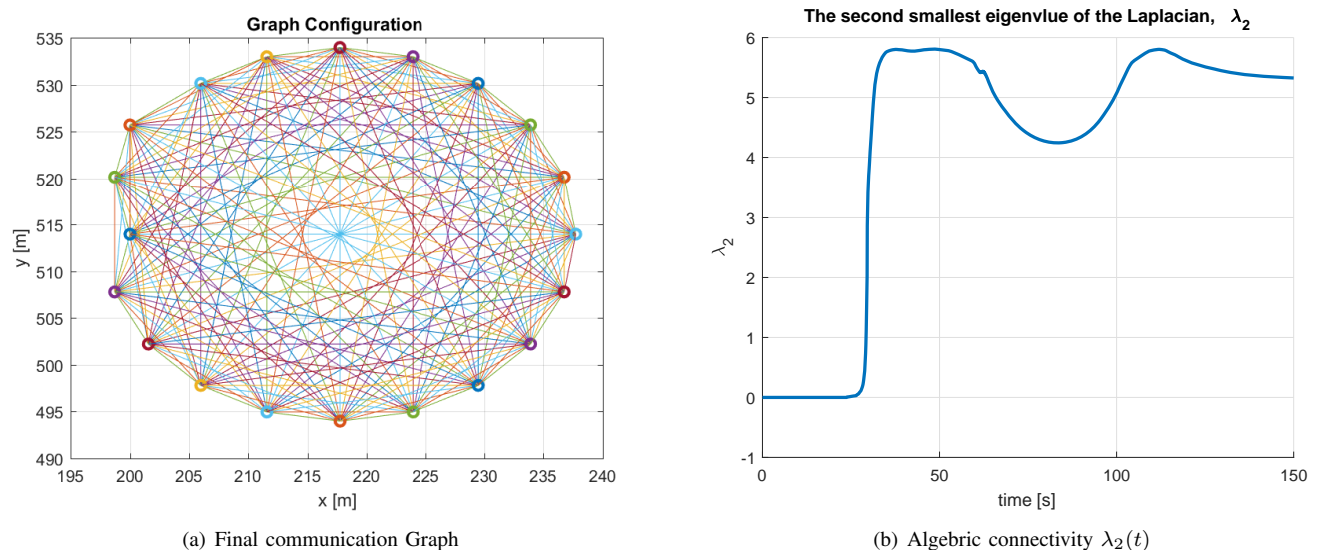 Graph Configuration
535
530
525
520
515
510
505
500
495
490
y [m]
195 200 205 210 215 220 225 230 235 240
x [m]
(a) Final communication Graph
The second smallest eigenvlue of the Laplacian, λ2
6
5
4
3
2
1
0
-1
λ2
0 50 100 150
time [s]
(b) Algebric connectivity λ2(t)